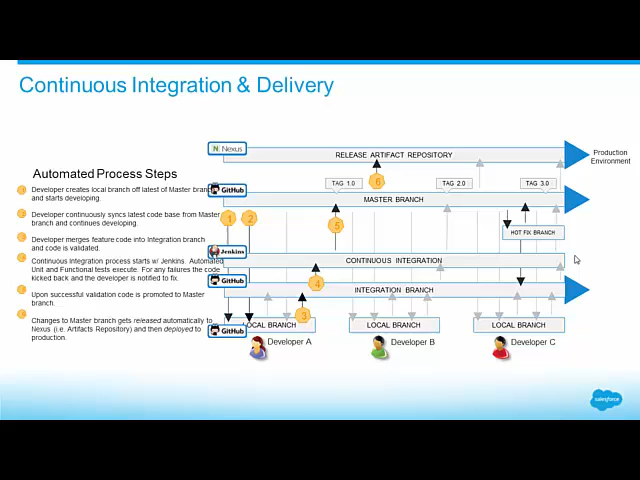 Continuous Integration & Delivery
Automated Process Steps
Developer creates local branch off latest of Master branch
and starts developing.
Developer continuously syncs latest code base from Master
branch and continues developing.
Developer merges feature code into Integration branch
and code is validated.
Continuous integration process starts w/ Jenkins. Automated
Unit and Functional tests execute. For any failures the code
kicked back and the developer is notified to fix.
Upon successful validation code is promoted to Master
branch.
Changes to Master branch gets released automatically to
Nexus (i.e. Artifacts Repository) and then deployed to
production.
Nexus
RELEASE ARTIFACT REPOSITORY
Production
Environment
6
TAG 1.0
TAG 2.0
TAG 3.0
GitHub
MASTER BRANCH
1
2
5
HOT FIX BRANCH
Jenkins
CONTINUOUS INTEGRATION
4
GitHub
INTEGRATION BRANCH
3
GitHub
LOCAL BRANCH
LOCAL BRANCH
LOCAL BRANCH
Developer A
Developer B
Developer C
salesforce